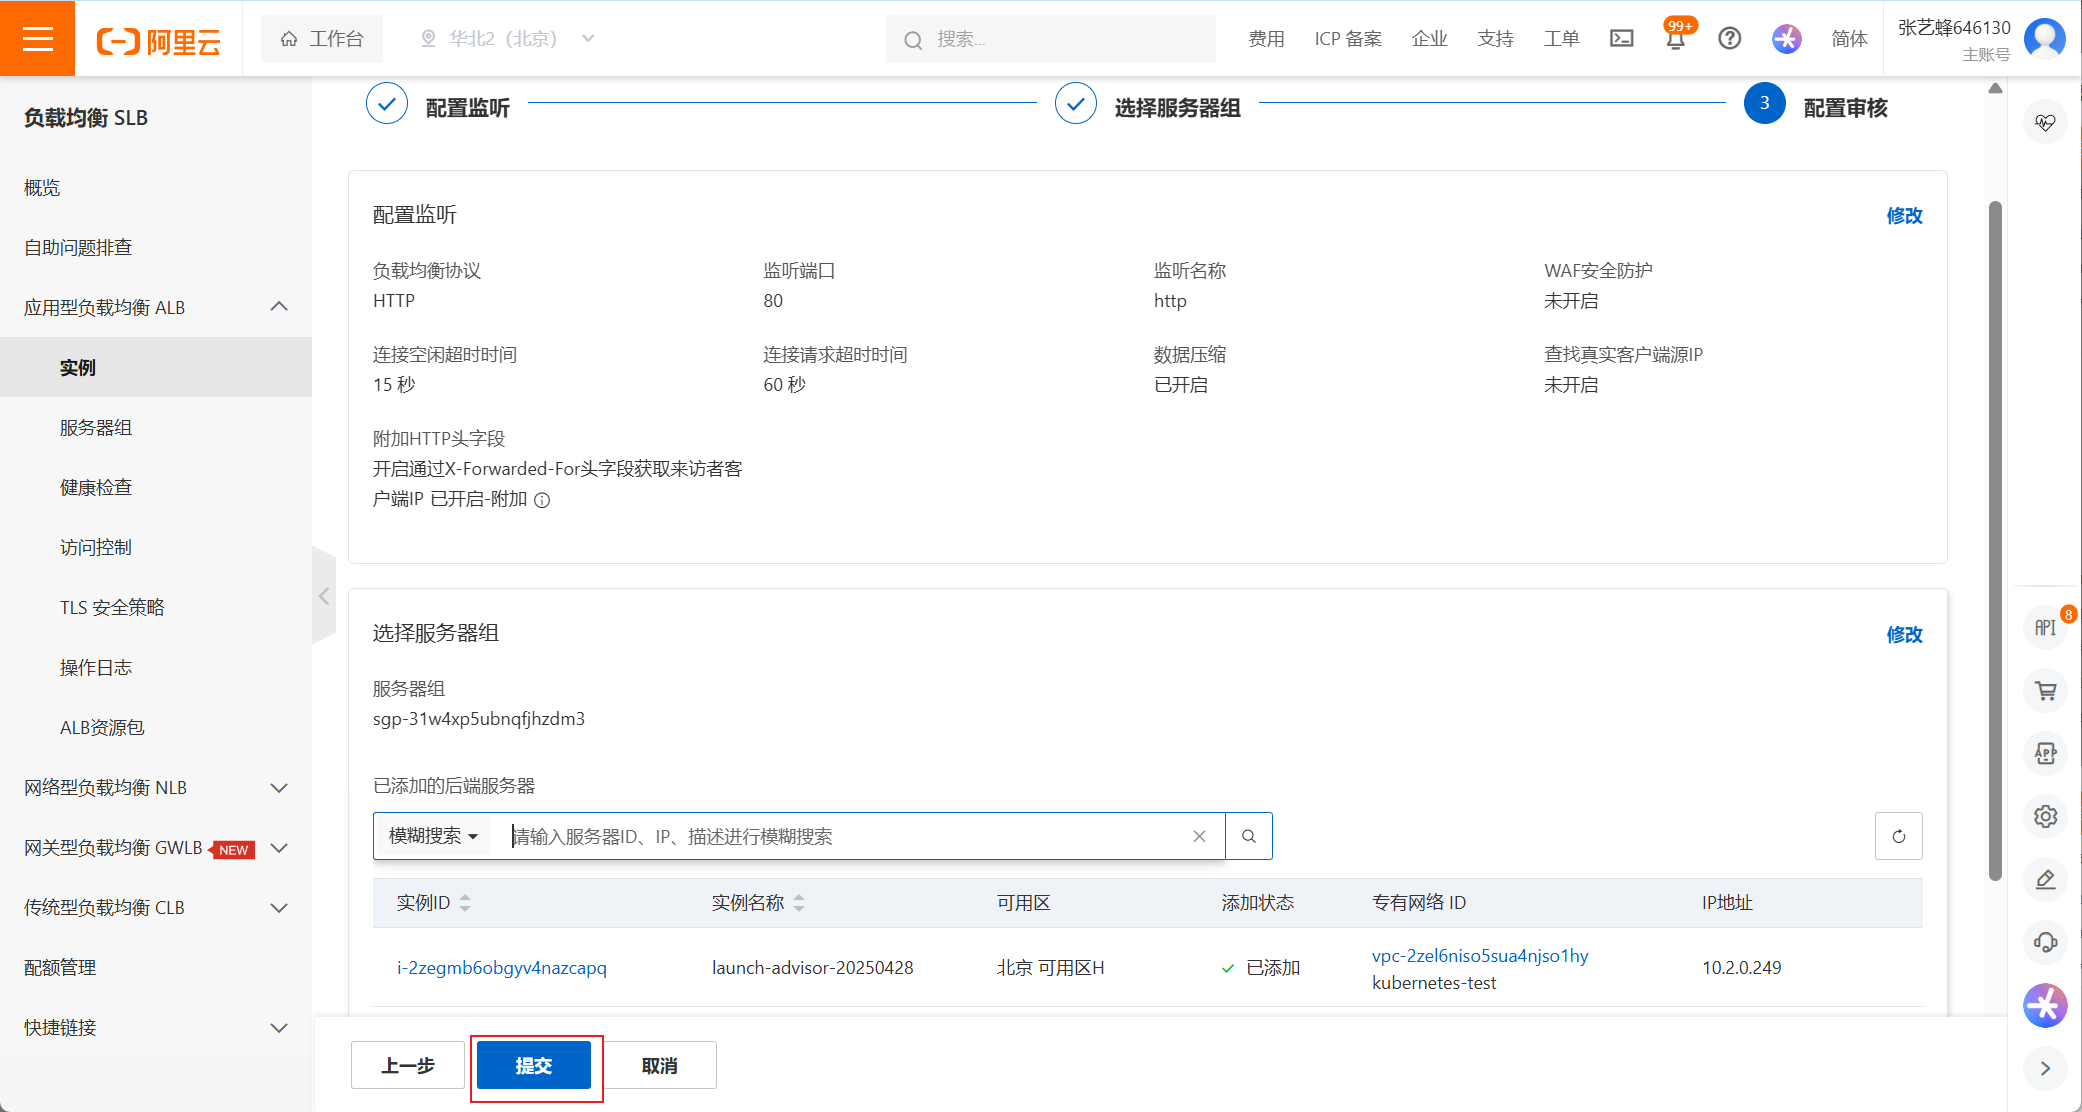 阿里云
工作台
华北2（北京）
搜索...
费用
ICP 备案
企业
支持
工单
99+
简体
张艺蜂646130
主账号
负载均衡 SLB
概览
自助问题排查
应用型负载均衡 ALB
实例
服务器组
健康检查
访问控制
TLS 安全策略
操作日志
ALB资源包
网络型负载均衡 NLB
网关型负载均衡 GWLB NEW
传统型负载均衡 CLB
配额管理
快捷链接
配置监听
选择服务器组
3 配置审核
配置监听 修改
负载均衡协议 监听端口 监听名称 WAF安全防护
HTTP 80 http 未开启
连接空闲超时时间 连接请求超时时间 数据压缩 查找真实客户端源IP
15 秒 60 秒 已开启 未开启
附加HTTP头字段
开启通过X-Forwarded-For头字段获取来访者客
户端IP 已开启-附加
选择服务器组 修改
服务器组
sgp-31w4xp5ubnqfjhzdm3
已添加的后端服务器
模糊搜索 请输入服务器ID、IP、描述进行模糊搜索
实例ID 实例名称 可用区 添加状态 专有网络 ID IP地址
i-2zegmb6obgyv4nazcapq launch-advisor-20250428 北京 可用区H 已添加 vpc-2zel6niso5sua4njso1hy 10.2.0.249
kubernetes-test
上一步 提交 取消
API 8
APP